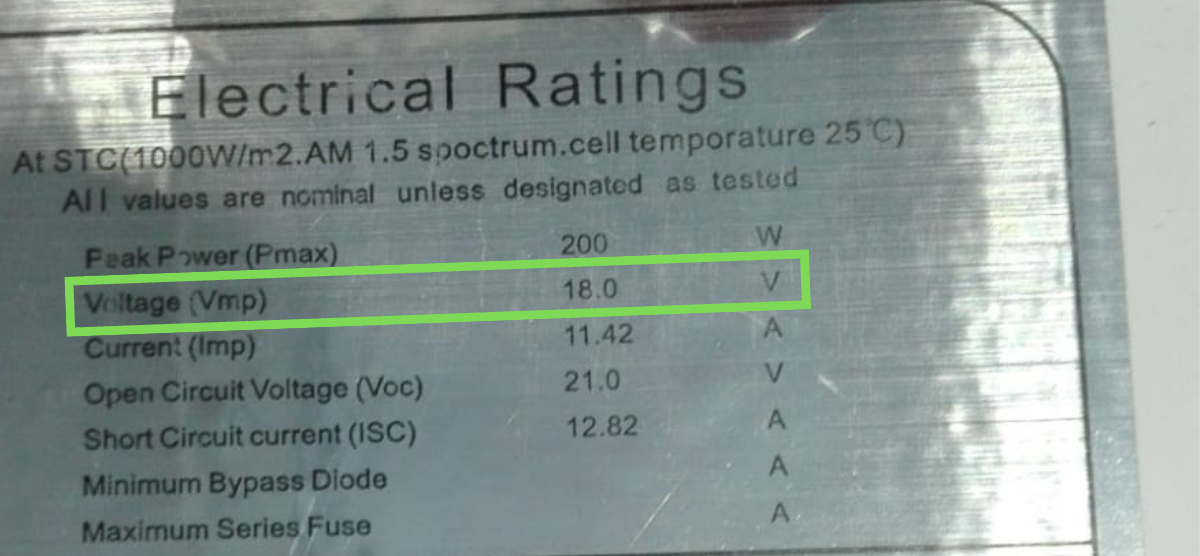 Electrical Ratings
At STC(1000W/m2.AM 1.5 spoctrum.cell temporature 25℃)
All values are nominal unless designated as tested
Peak Power (Pmax) 200 W
Voltage (Vmp) 18.0 V
Current (Imp) 11.42 A
Open Circuit Voltage (Voc) 21.0 V
Short Circuit current (ISC) 12.82 A
Minimum Bypass Diode A
Maximum Series Fuse A